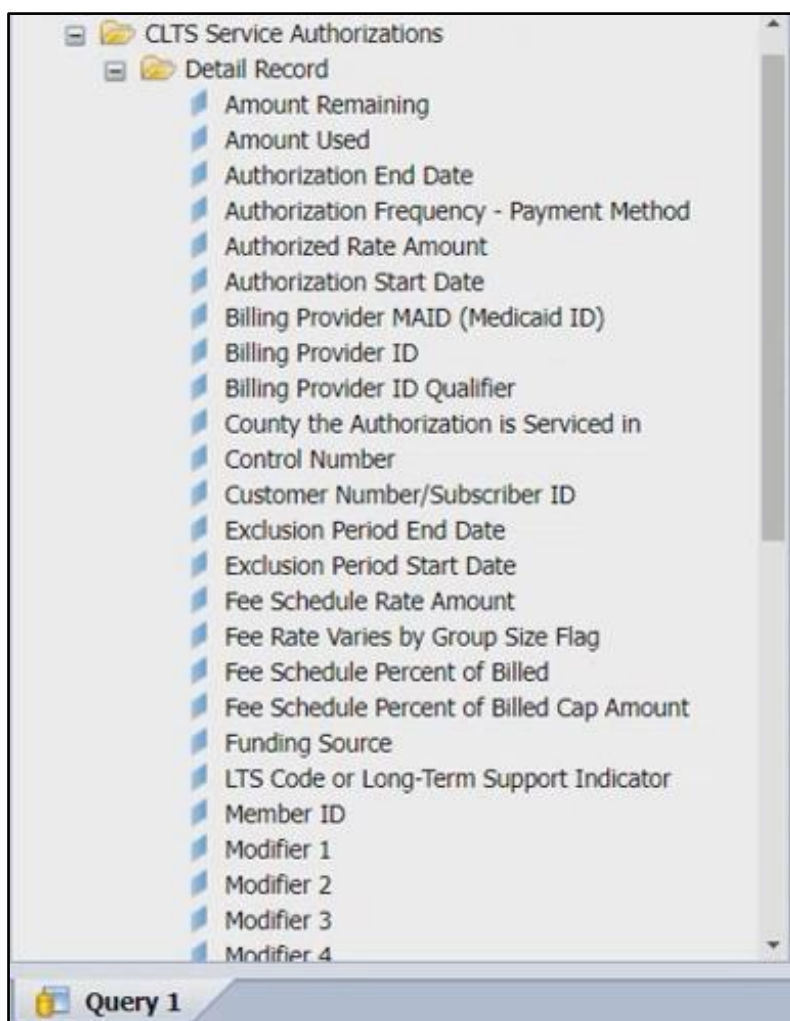 CLTS Service Authorizations
Detail Record
Amount Remaining
Amount Used
Authorization End Date
Authorization Frequency - Payment Method
Authorized Rate Amount
Authorization Start Date
Billing Provider MAID (Medicaid ID)
Billing Provider ID
Billing Provider ID Qualifier
County the Authorization is Serviced in
Control Number
Customer Number/Subscriber ID
Exclusion Period End Date
Exclusion Period Start Date
Fee Schedule Rate Amount
Fee Rate Varies by Group Size Flag
Fee Schedule Percent of Billed
Fee Schedule Percent of Billed Cap Amount
Funding Source
LTS Code or Long-Term Support Indicator
Member ID
Modifier 1
Modifier 2
Modifier 3
Modifier 4
Query 1